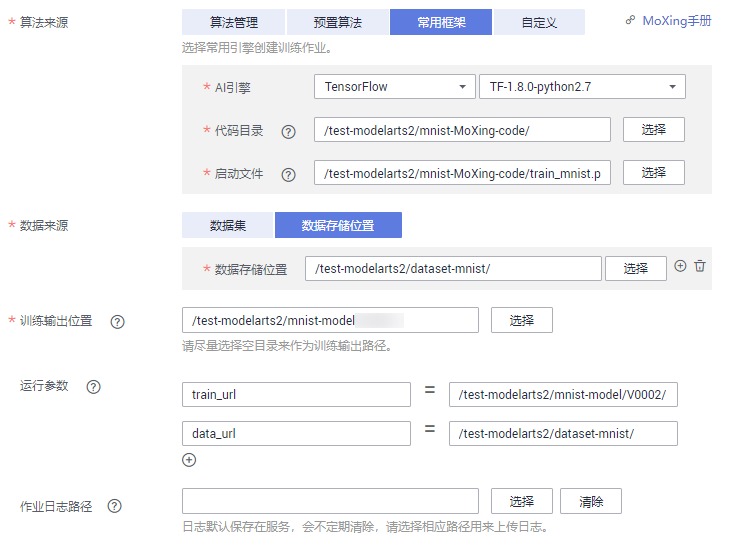 * 算法来源 算法管理 预置算法 常用框架 自定义 MoXing手册
选择常用引擎创建训练作业。
* AI引擎 TensorFlow TF-1.8.0-python2.7
* 代码目录 ? /test-modelarts2/mnist-MoXing-code/ 选择
* 启动文件 ? /test-modelarts2/mnist-MoXing-code/train_mnist.p 选择
* 数据来源 数据集 数据存储位置
* 数据存储位置 /test-modelarts2/dataset-mnist/ 选择
* 训练输出位置 ? /test-modelarts2/mnist-model 选择
请尽量选择空目录来作为训练输出路径。
运行参数 ? train_url = /test-modelarts2/mnist-model/V0002/
data_url = /test-modelarts2/dataset-mnist/
作业日志路径 ? 选择 清除
日志默认保存在服务，会不定期清除，请选择相应路径用来上传日志。